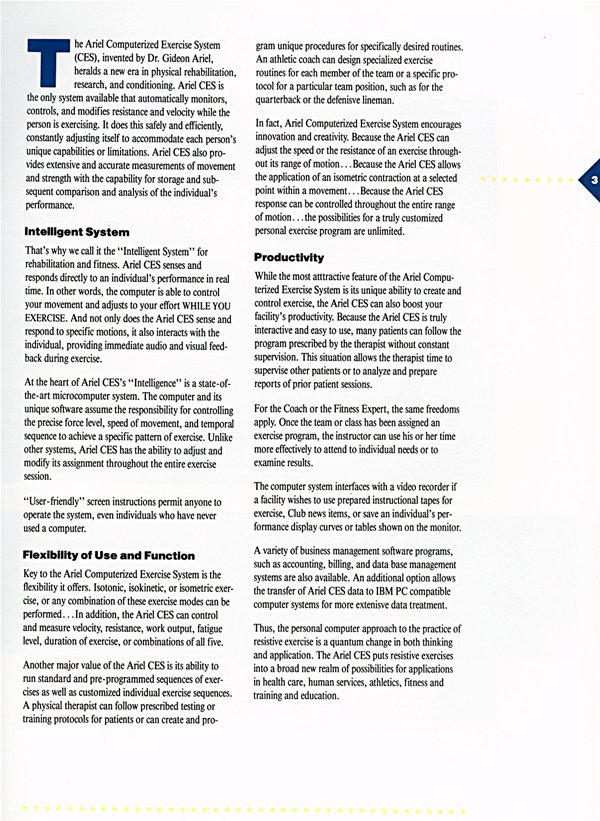 The Ariel Computerized Exercise System
(CES), invented by Dr. Gideon Ariel,
heralds a new era in physical rehabilitation,
research, and conditioning. Ariel CES is
the only system available that automatically monitors,
controls, and modifies resistance and velocity while the
person is exercising. It does this safely and efficiently,
constantly adjusting itself to accommodate each person's
unique capabilities or limitations. Ariel CES also pro-
vides extensive and accurate measurements of movement
and strength with the capability for storage and sub-
sequent comparison and analysis of the individual's
performance.
Intelligent System
That's why we call it the "Intelligent System" for
rehabilitation and fitness. Ariel CES senses and
responds directly to an individual's performance in real
time. In other words, the computer is able to control
your movement and adjusts to your effort WHILE YOU
EXERCISE. And not only does the Ariel CES sense and
respond to specific motions, it also interacts with the
individual, providing immediate audio and visual feed-
back during exercise.
At the heart of Ariel CES's "Intelligence" is a state-of-
the-art microcomputer system. The computer and its
unique software assume the responsibility for controlling
the precise force level, speed of movement, and temporal
sequence to achieve a specific pattern of exercise. Unlike
other systems, Ariel CES has the ability to adjust and
modify its assignment throughout the entire exercise
session.
"User-friendly" screen instructions permit anyone to
operate the system, even individuals who have never
used a computer.
Flexibility of Use and Function
Key to the Ariel Computerized Exercise System is the
flexibility it offers. Isotonic, isokinetic, or isometric exer-
cise, or any combination of these exercise modes can be
performed...In addition, the Ariel CES can control
and measure velocity, resistance, work output, fatigue
level, duration of exercise, or combinations of all five.
Another major value of the Ariel CES is its ability to
run standard and pre-programmed sequences of exer-
cises as well as customized individual exercise sequences.
A physical therapist can follow prescribed testing or
training protocols for patients or can create and pro-
gram unique procedures for specifically desired routines.
An athletic coach can design specialized exercise
routines for each member of the team or a specific pro-
tocol for a particular team position, such as for the
quarterback or the defenisve lineman.
In fact, Ariel Computerized Exercise System encourages
innovation and creativity. Because the Ariel CES can
adjust the speed or the resistance of an exercise through-
out its range of motion...Because the Ariel CES allows
the application of an isometric contraction at a selected
point within a movement...Because the Ariel CES
response can be controlled throughout the entire range
of motion...the possibilities for a truly customized
personal exercise program are unlimited.
Productivity
While the most atttractive feature of the Ariel Compu-
terized Exercise System is its unique ability to create and
control exercise, the Ariel CES can also boost your
facility's productivity. Because the Ariel CES is truly
interactive and easy to use, many patients can follow the
program prescribed by the therapist without constant
supervision. This situation allows the therapist time to
supervise other patients or to analyze and prepare
reports of prior patient sessions.
For the Coach or the Fitness Expert, the same freedoms
apply. Once the team or class has been assigned an
exercise program, the instructor can use his or her time
more effectively to attend to individual needs or to
examine results.
The computer system interfaces with a video recorder if
a facility wishes to use prepared instructional tapes for
exercise, Club news items, or save an individual's per-
formance display curves or tables shown on the monitor.
A variety of business management software programs,
such as accounting, billing, and data base management
systems are also available. An additional option allows
the transfer of Ariel CES data to IBM PC compatible
computer systems for more extenisve data treatment.
Thus, the personal computer approach to the practice of
resistive exercise is a quantum change in both thinking
and application. The Ariel CES puts resistive exercises
into a broad new realm of possibilities for applications
in health care, human services, athletics, fitness and
training and education.
3